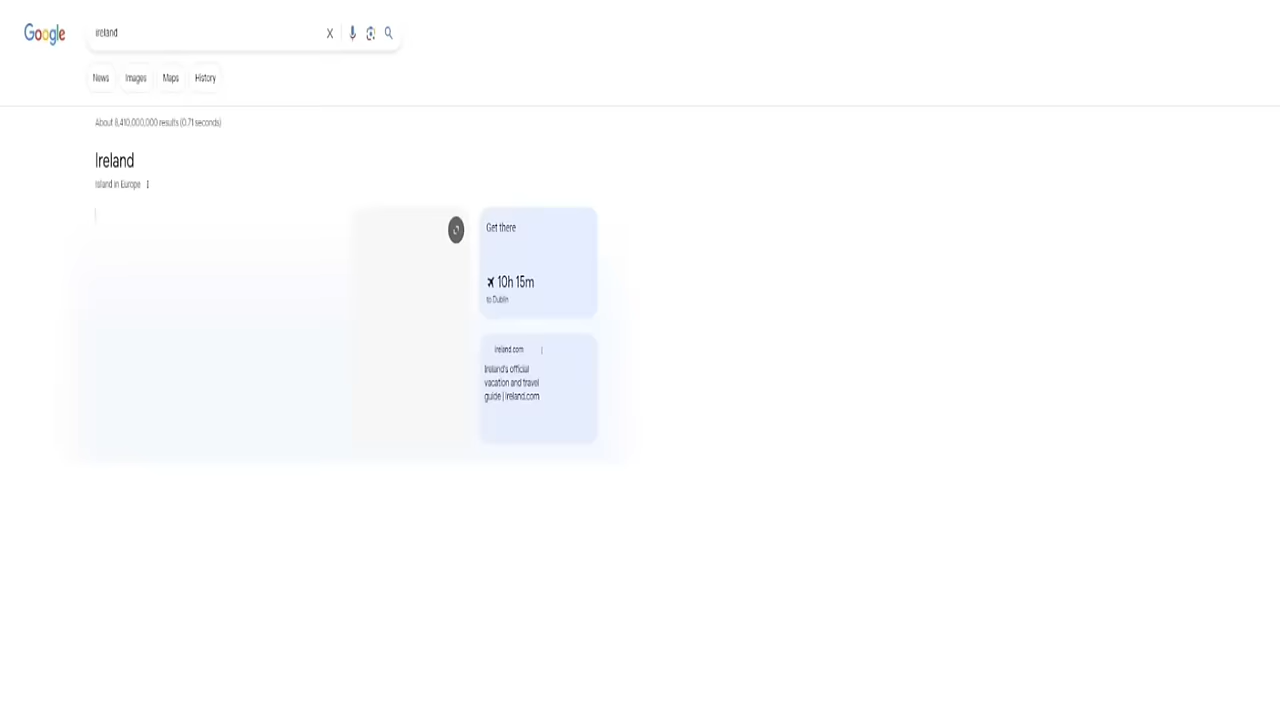 Google
ireland
News Images Maps History
About 8,410,000,000 results (0.71 seconds)
Ireland
Island in Europe
Get there
10h 15m
to Dublin
ireland.com
Ireland's official
vacation and travel
guide | Ireland.com